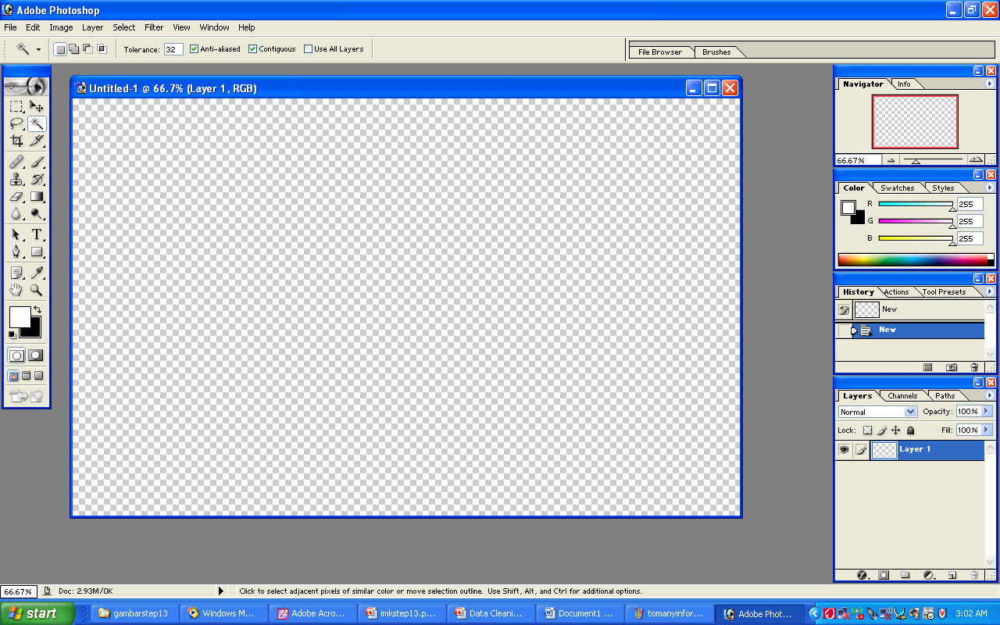 Adobe Photoshop
File Edit Image Layer Select Filter View Window Help
Tolerance: 32 Anti-aliased Contiguous Use All Layers File Browser Brushes
Untitled-1 @ 66.7% (Layer 1, RGB)
Navigator Info
66.67%
Color Swatches Styles
R 255
G 255
B 255
History Actions Tool Presets
New
New
Layers Channels Paths
Normal Opacity: 100%
Lock: Fill: 100%
Layer 1
T
66.67% Doc: 2.93M/0K Click to select adjacent pixels of similar color or move selection outline. Use Shift, Alt, and Ctrl for additional options.
start gambarstep13 Windows M... Adobe Acro... imkstep13.p... Data Cleani... Document1 ... tomanyinfor... Adobe Phot... 3:02 AM